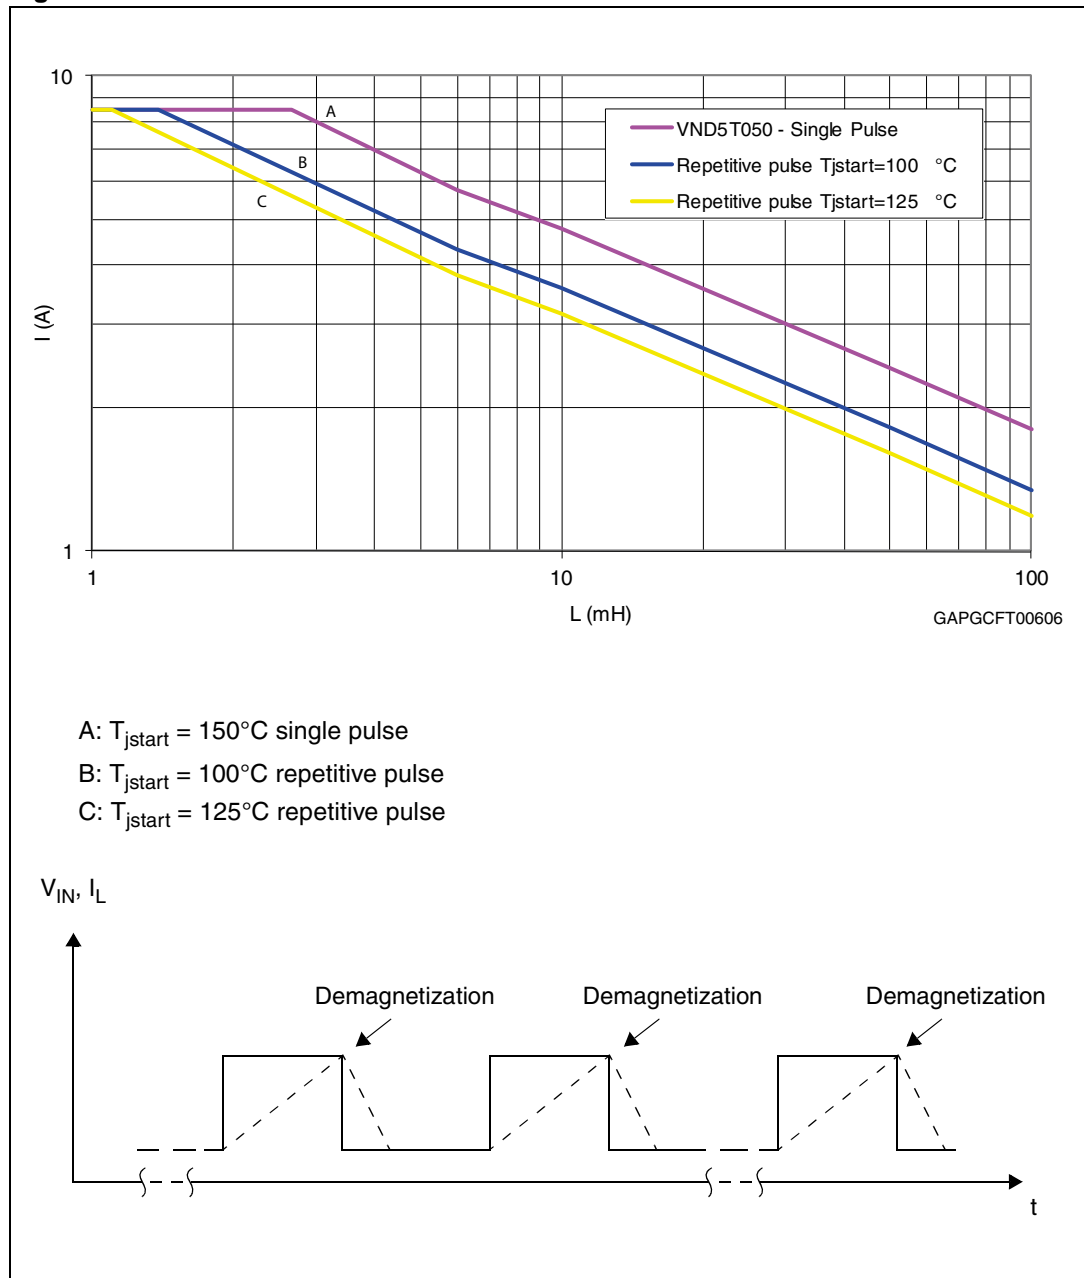 10
A
VND5T050 - Single Pulse
B
Repetitive pulse Tjstart=100 °C
C
Repetitive pulse Tjstart=125 °C
I (A)
1
1
10
100
L (mH)
GAPGCFT00606
A: Tjstart = 150°C single pulse
B: Tjstart = 100°C repetitive pulse
C: Tjstart = 125°C repetitive pulse
VIN, IL
Demagnetization
Demagnetization
Demagnetization
t